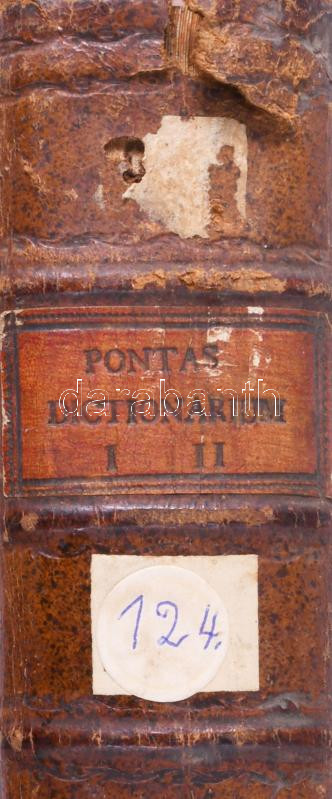 PONTAS
darabanth
DICTIONARIUM
I II
124.